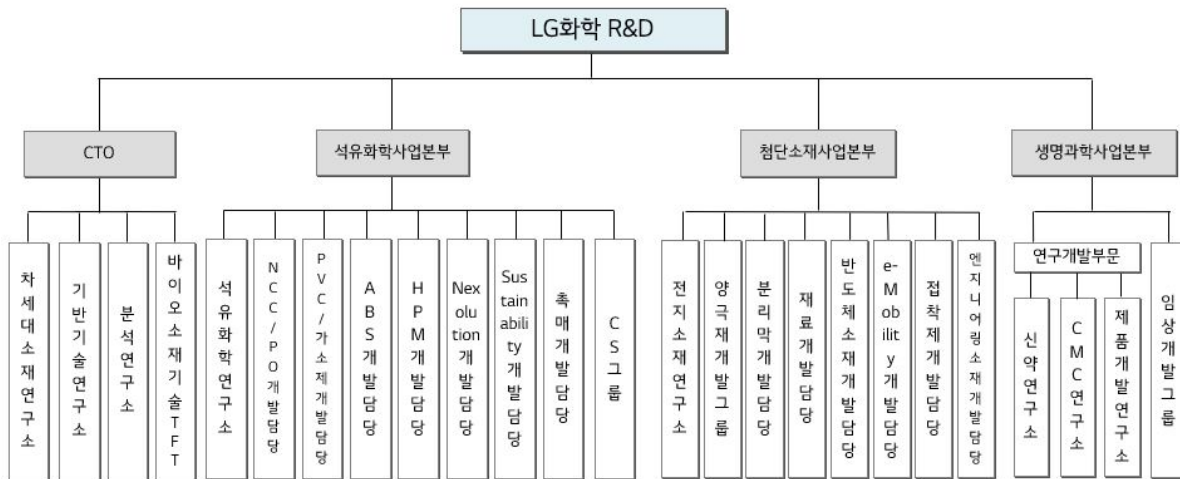 LG화학 R&D
CTO
석유화학사업본부
첨단소재사업본부
생명과학사업본부
차세대소재연구소
기반기술연구소
분석연구소
바이오소재기술TFT
석유화학연구소
NCC/PO개발담당
PVC/가소제개발담당
ABS개발담당
HPM개발담당
Nexolution개발담당
Sustainability개발담당
촉매개발담당
CS그룹
전지소재연구소
양극재개발그룹
분리막개발담당
재료개발담당
반도체소재개발담당
e-Mobility개발담당
접착제개발담당
엔지니어링소재개발담당
연구개발부문
신약연구소
CMC연구소
제품개발연구소
임상개발그룹